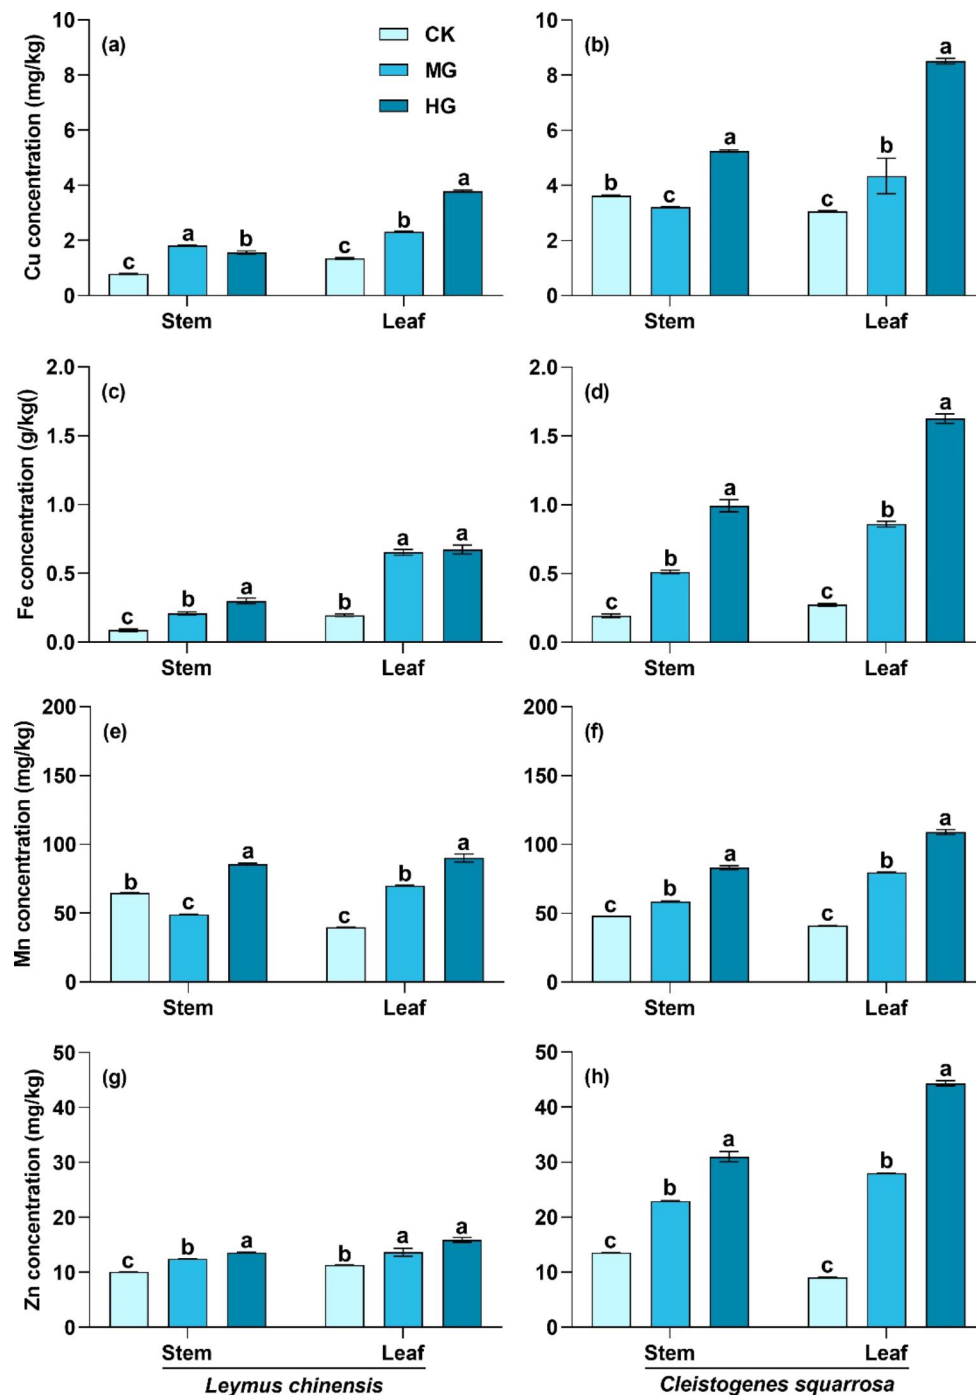 Cu concentration (mg/kg)
10
8
6
4
2
0
(a)
CK
MG
HG
c
a
b
c
b
a
Stem
Leaf
10
8
6
4
2
0
(b)
b
c
a
c
b
a
Stem
Leaf
Fe concentration (g/kg()
2.0
1.5
1.0
0.5
0.0
(c)
c
b
a
b
a
a
Stem
Leaf
2.0
1.5
1.0
0.5
0.0
(d)
c
b
a
c
b
a
Stem
Leaf
Mn concentration (mg/kg)
200
150
100
50
0
(e)
b
c
a
c
b
a
Stem
Leaf
200
150
100
50
0
(f)
c
b
a
c
b
a
Stem
Leaf
Zn concentration (mg/kg)
50
40
30
20
10
0
(g)
c
b
a
b
a
a
Stem
Leaf
Leymus chinensis
50
40
30
20
10
0
(h)
c
b
a
c
b
a
Stem
Leaf
Cleistogenes squarrosa